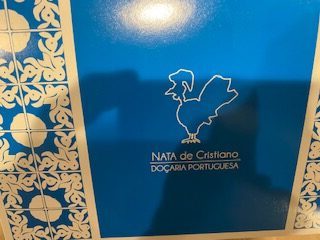 NATA de Cristiano
DOÇARIA PORTUGUESA